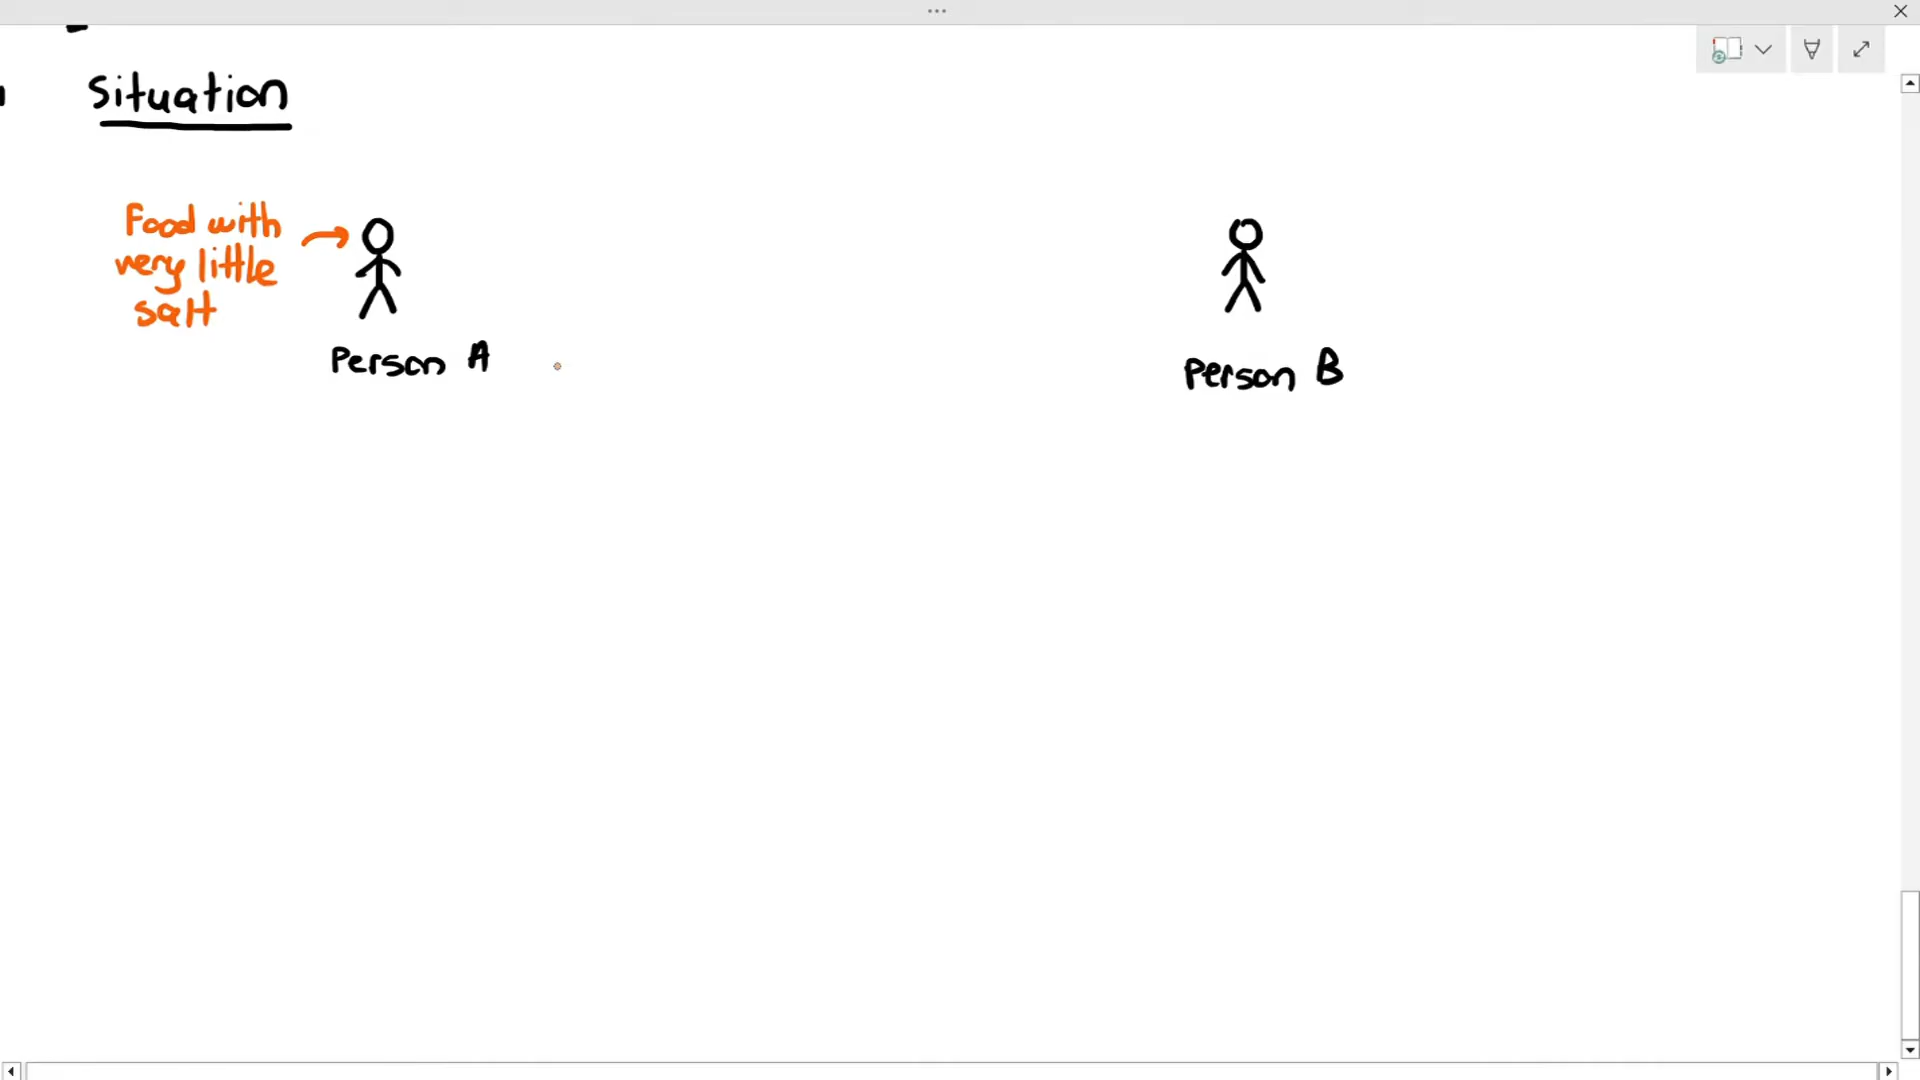 Situation
Food with
very little
salt
Person A
Person B